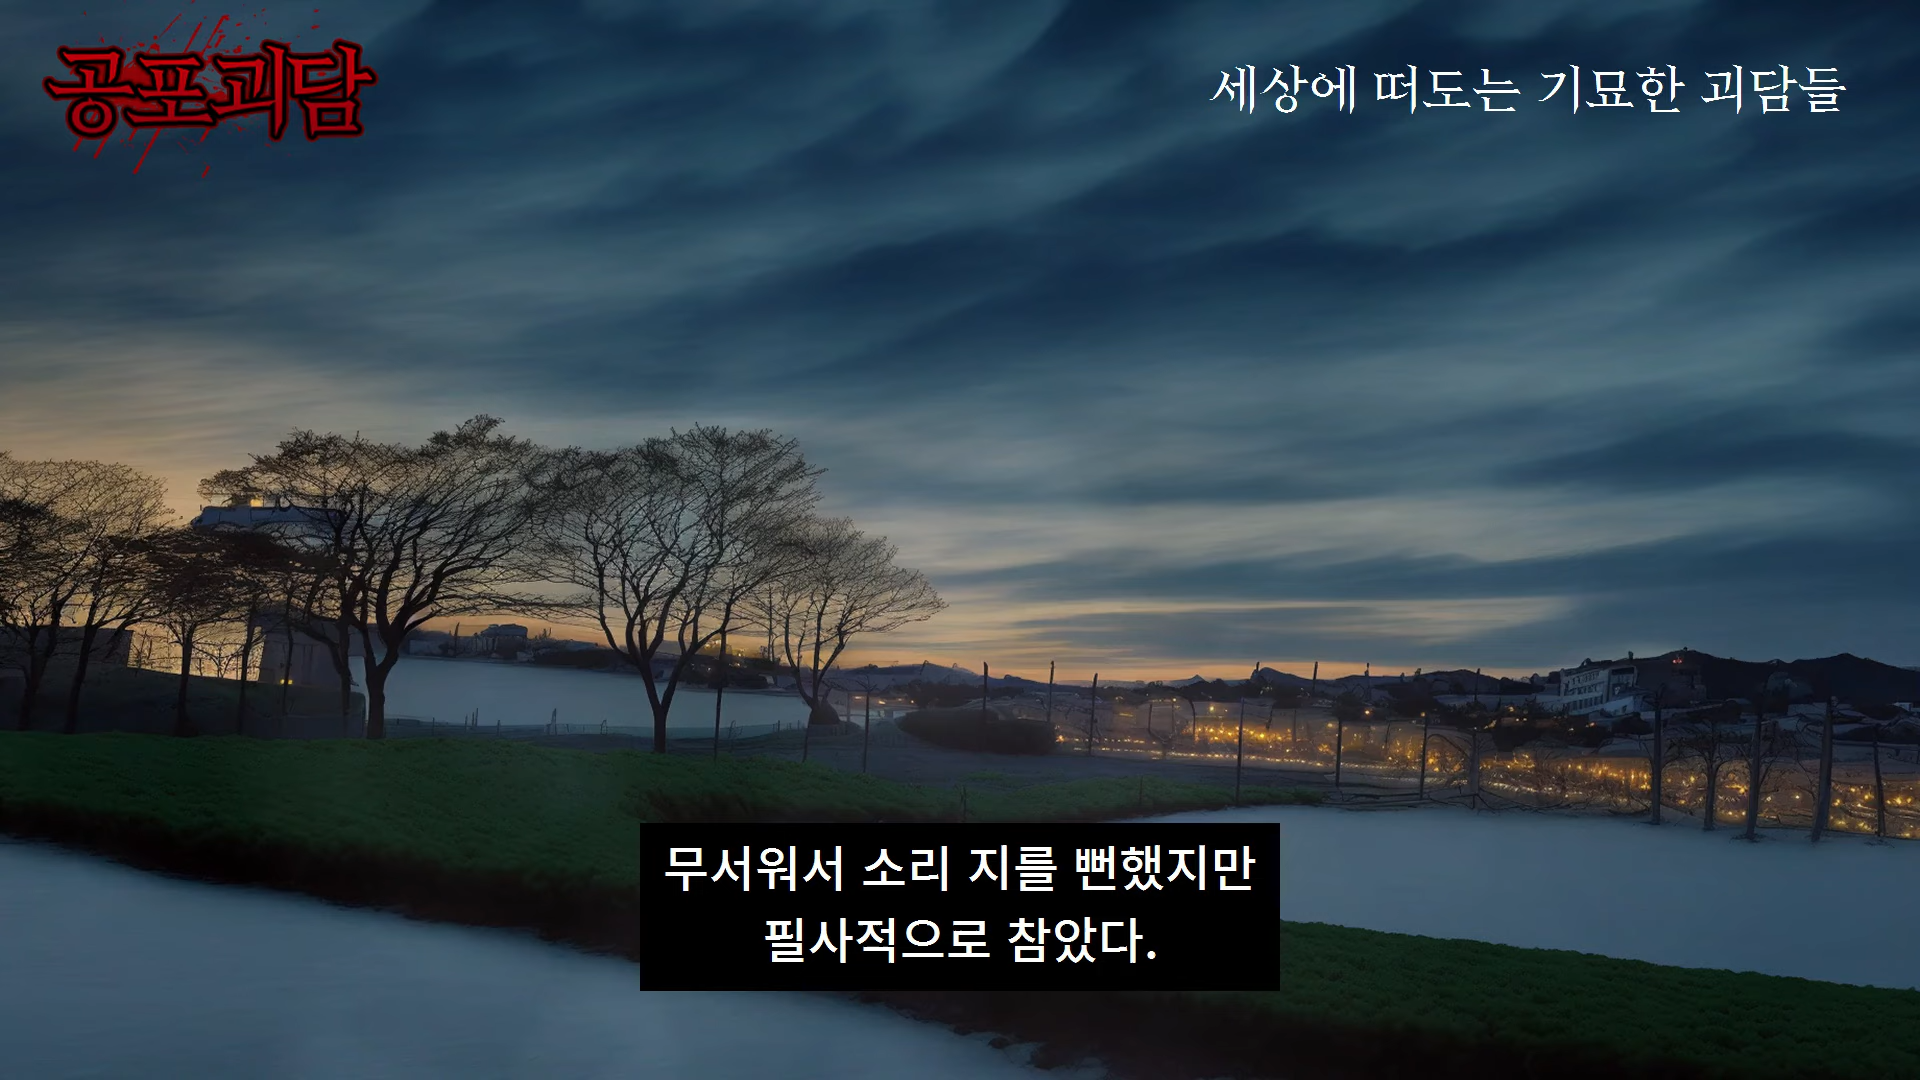 공포괴담
세상에 떠도는 기묘한 괴담들
무서워서 소리 지를 뻔했지만
필사적으로 참았다.